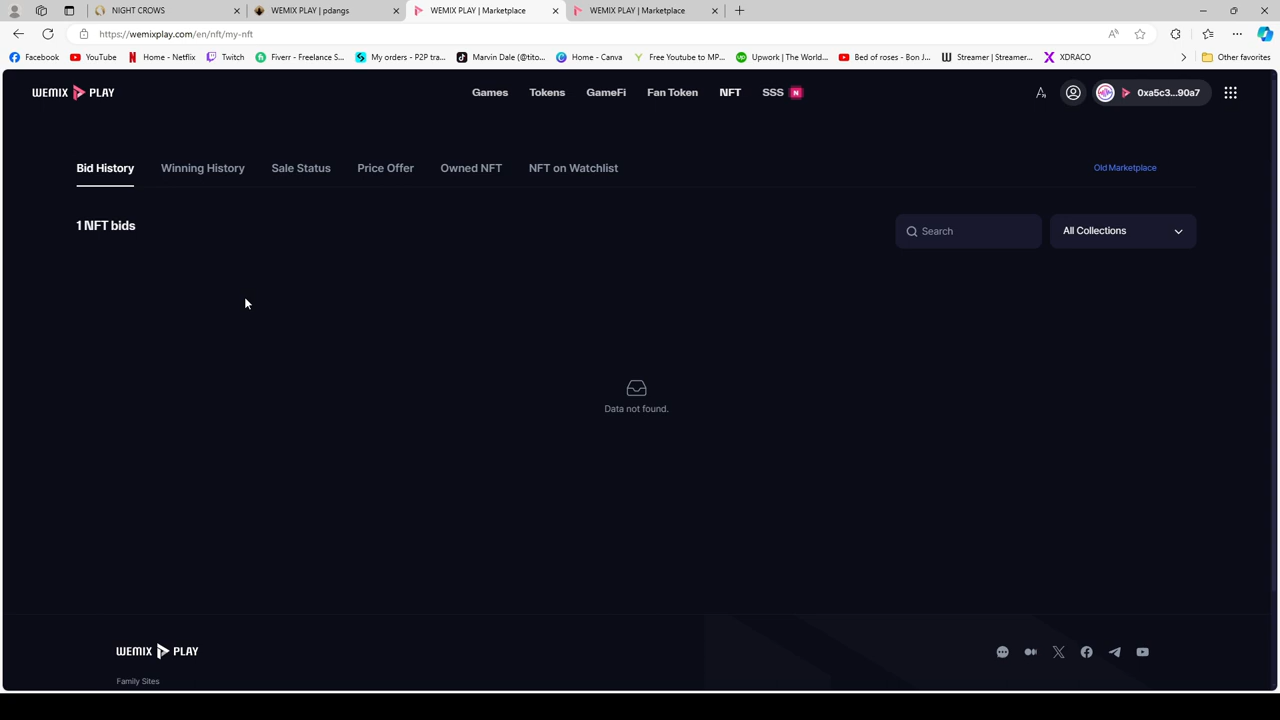 NIGHT CROWS
WEMIX PLAY | pdangs
WEMIX PLAY | Marketplace
WEMIX PLAY | Marketplace
https://wemixplay.com/en/nft/my-nft
Facebook
YouTube
Home - Netflix
Twitch
Fiverr - Freelance S...
My orders - P2P tra...
Marvin Dale (@tito...
Home - Canva
Free Youtube to MP...
Upwork | The World...
Bed of roses - Bon J...
Streamer | Streamer...
XDRACO
Other favorites
WEMIX PLAY
Games
Tokens
GameFi
Fan Token
NFT
SSS N
0xa5c3...90a7
Bid History
Winning History
Sale Status
Price Offer
Owned NFT
NFT on Watchlist
Old Marketplace
1 NFT bids
Search
All Collections
Data not found.
WEMIX PLAY
Family Sites